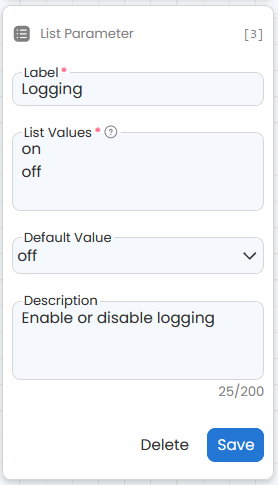 List Parameter [3]
Label *
Logging
List Values * ?
on
off
Default Value
off
Description
Enable or disable logging
25/200
Delete Save